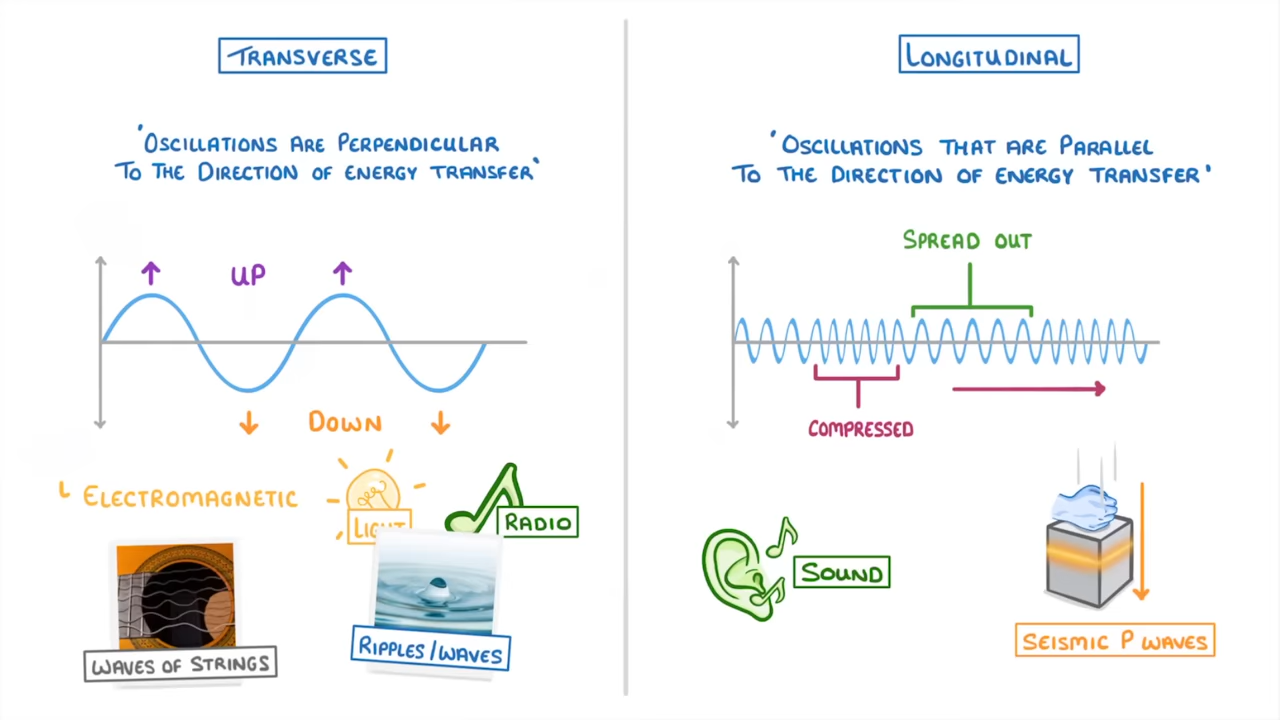 TRANSVERSE
'OSCILLATIONS ARE PERPENDICULAR
TO THE DIRECTION OF ENERGY TRANSFER'
UP
DOWN
ELECTROMAGNETIC
LIGHT
RADIO
WAVES OF STRINGS
RIPPLES/WAVES
LONGITUDINAL
'OSCILLATIONS THAT ARE PARALLEL
TO THE DIRECTION OF ENERGY TRANSFER'
SPREAD OUT
COMPRESSED
SOUND
SEISMIC P WAVES